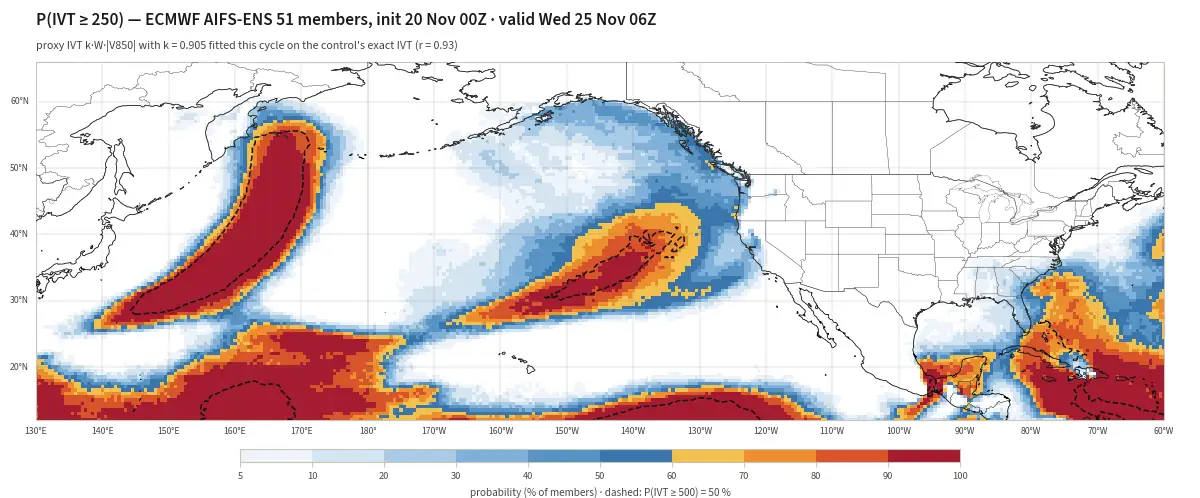 P(IVT ≥ 250) — ECMWF AIFS-ENS 51 members, init 20 Nov 00Z · valid Wed 25 Nov 06Z
proxy IVT k·W·|V850| with k = 0.905 fitted this cycle on the control's exact IVT (r = 0.93)
60°N
50°N
40°N
30°N
20°N
130°E 140°E 150°E 160°E 170°E 180° 170°W 160°W 150°W 140°W 130°W 120°W 110°W 100°W 90°W 80°W 70°W 60°W
5 10 20 30 40 50 60 70 80 90 100
probability (% of members) · dashed: P(IVT ≥ 500) = 50 %